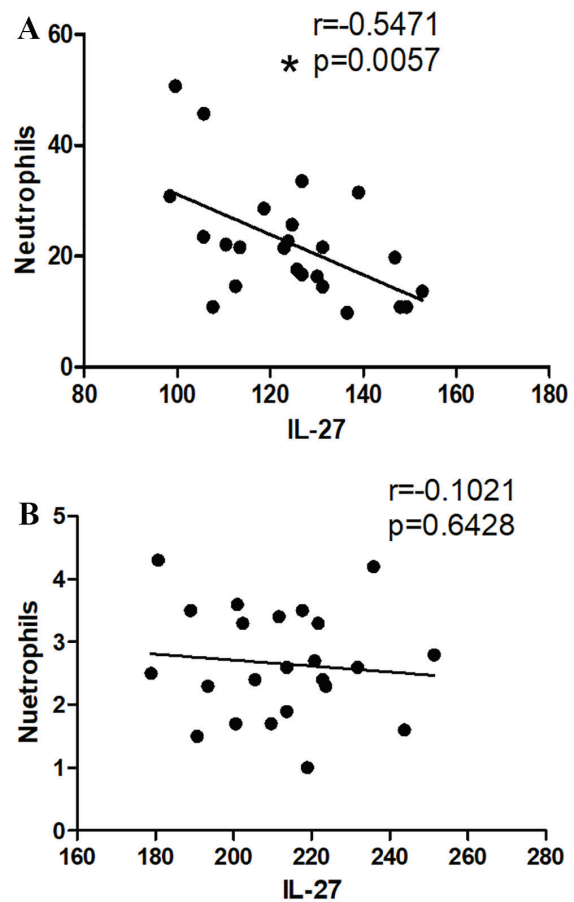 A
r=-0.5471
* p=0.0057
60
40
20
0
Neutrophils
80 100 120 140 160 180
IL-27
B
r=-0.1021
p=0.6428
5
4
3
2
1
0
Nuetrophils
160 180 200 220 240 260 280
IL-27